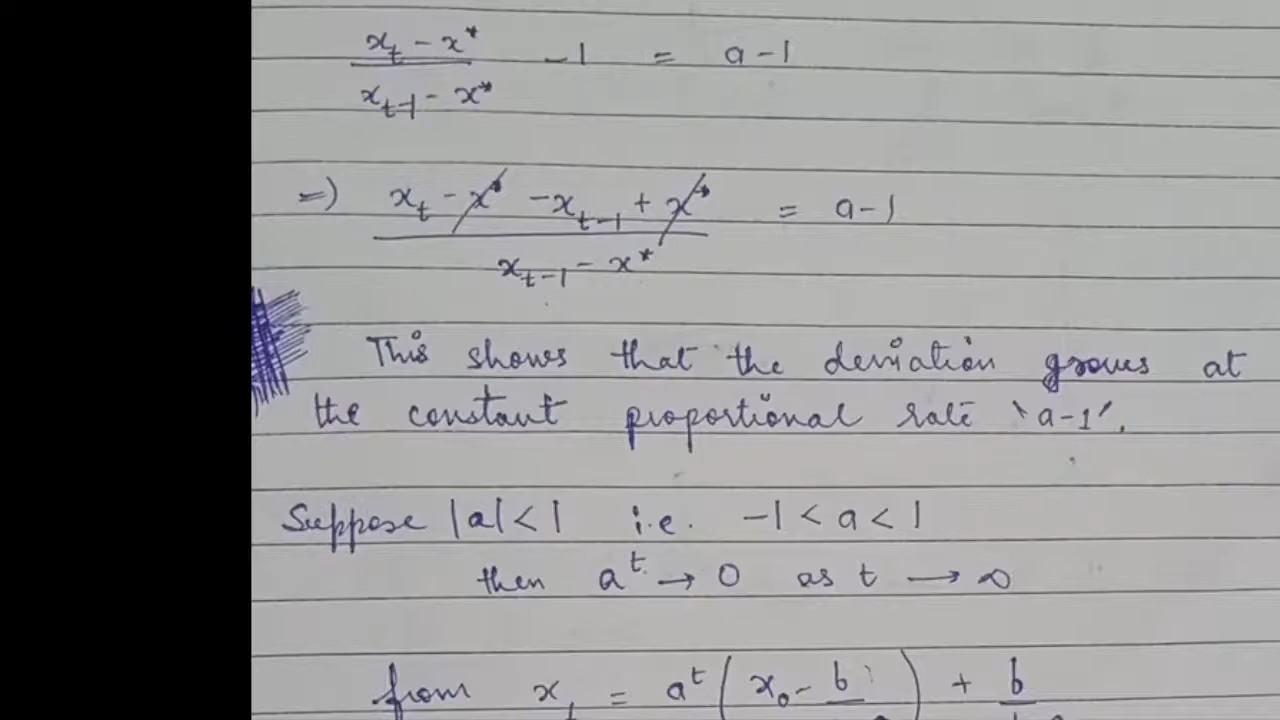 x_t - x* / x_{t-1} - x* - 1 = a - 1
=) x_t - x* - x_{t-1} + x* / x_{t-1} - x* = a - 1
This shows that the deviation grows at
the constant proportional rate 'a-1'.
Suppose |a| < 1 i.e. -1 < a < 1
then a^t → 0 as t → ∞
from x_t = a^t ( x_0 - b ) + b